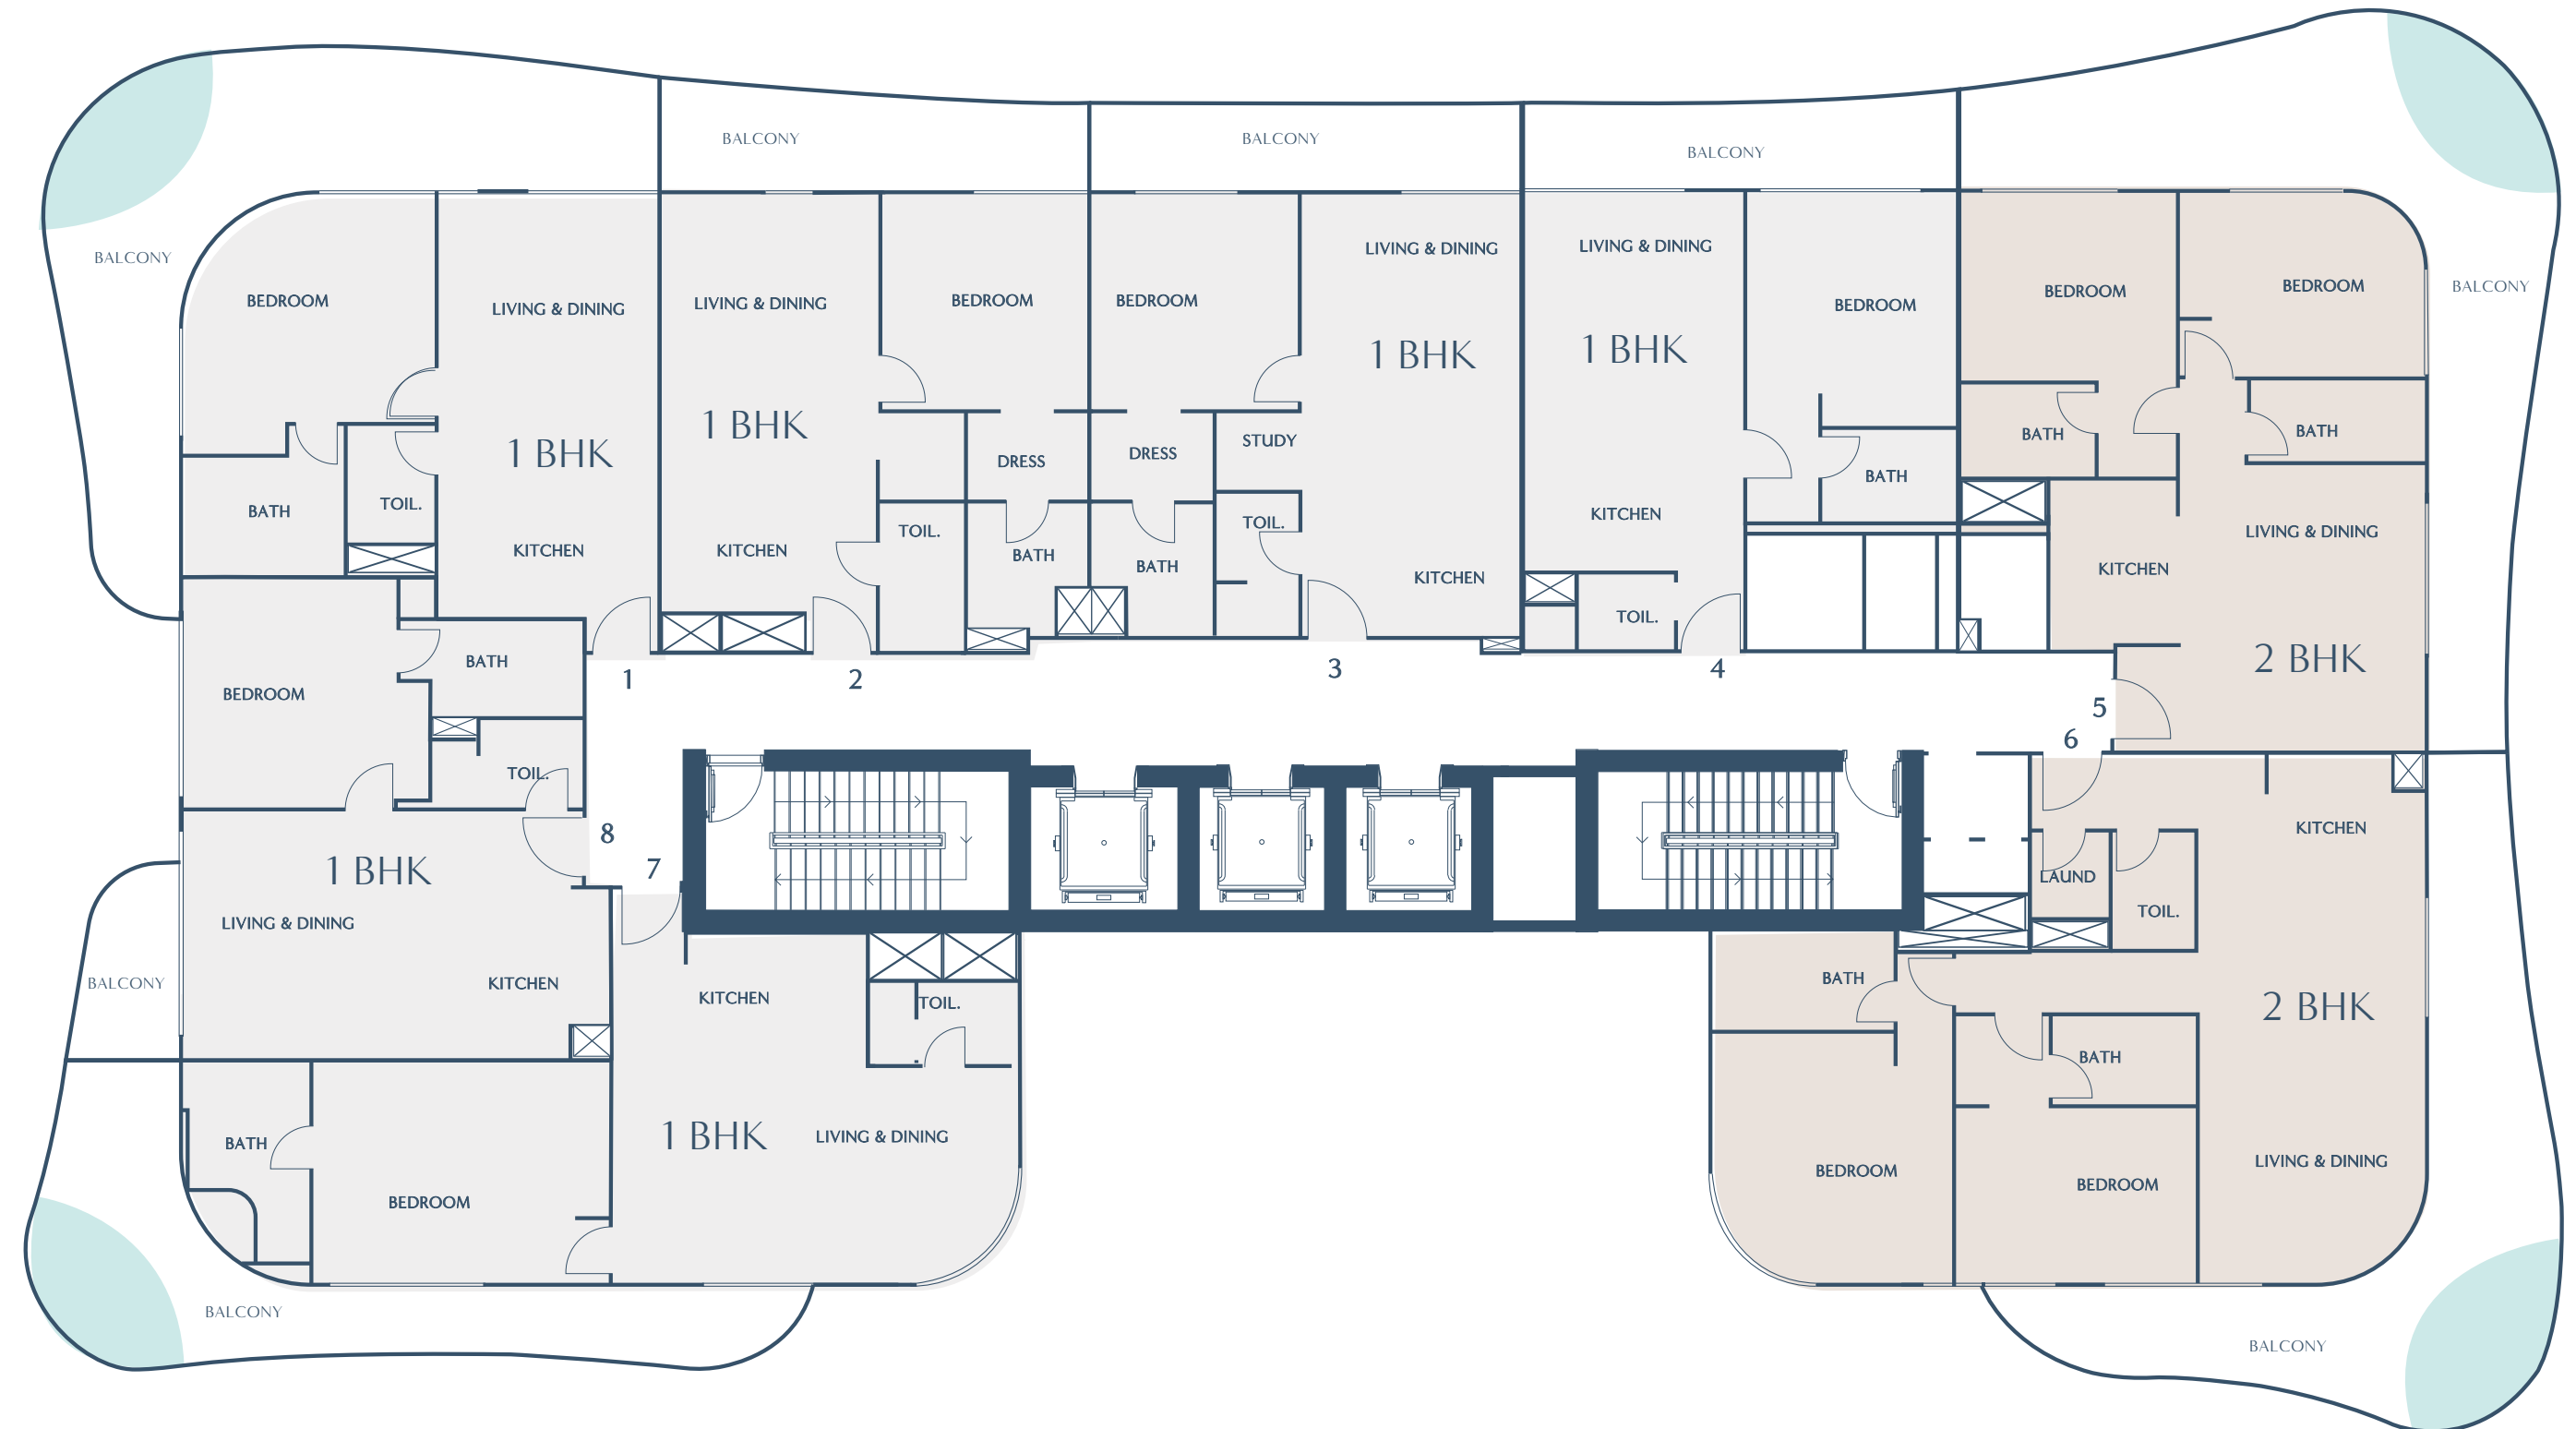 BALCONY
BALCONY
BALCONY
BALCONY
BALCONY
BEDROOM
LIVING & DINING
1 BHK
BATH
TOIL.
KITCHEN
1
LIVING & DINING
BEDROOM
1 BHK
DRESS
TOIL.
KITCHEN
BATH
2
BEDROOM
LIVING & DINING
1 BHK
STUDY
DRESS
TOIL.
BATH
KITCHEN
3
LIVING & DINING
BEDROOM
1 BHK
BATH
KITCHEN
TOIL.
4
BEDROOM
BEDROOM
BATH
BATH
LIVING & DINING
KITCHEN
2 BHK
5
6
KITCHEN
LAUND
TOIL.
BATH
2 BHK
BATH
LIVING & DINING
BEDROOM
BEDROOM
BALCONY
BATH
BEDROOM
TOIL.
8
1 BHK
LIVING & DINING
KITCHEN
BALCONY
7
KITCHEN
TOIL.
1 BHK
LIVING & DINING
BATH
BEDROOM
BALCONY